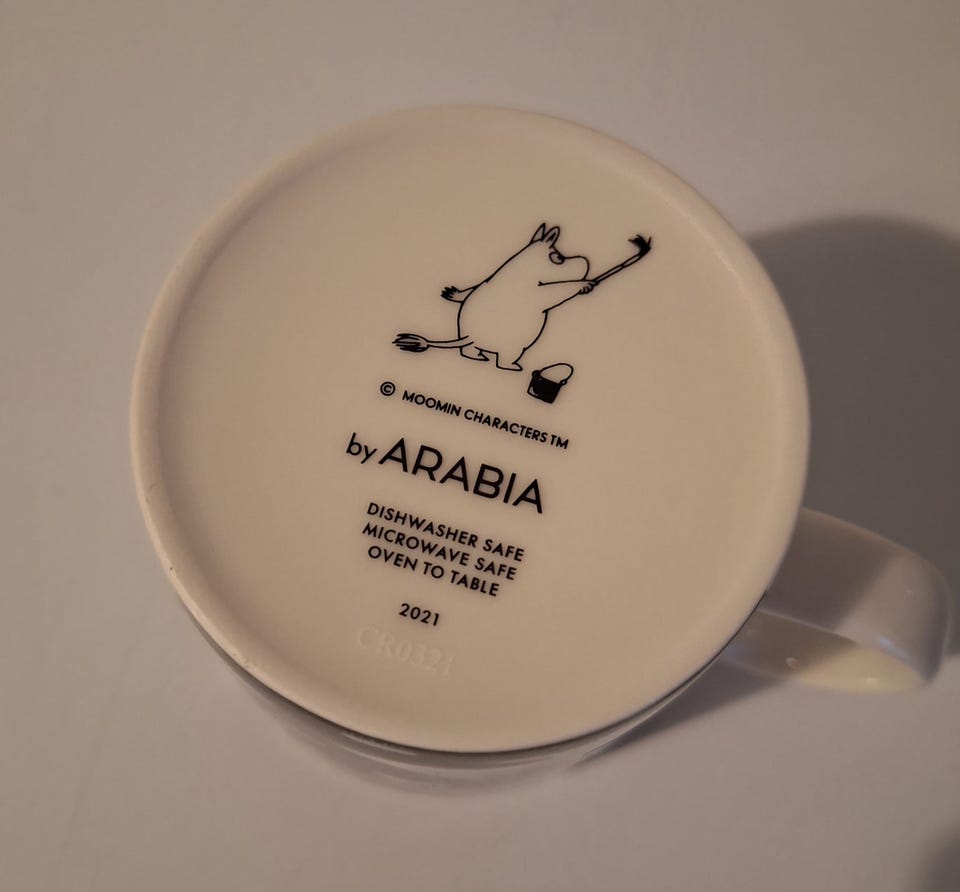 © MOOMIN CHARACTERS TM
by ARABIA
DISHWASHER SAFE
MICROWAVE SAFE
OVEN TO TABLE
2021
CR0321